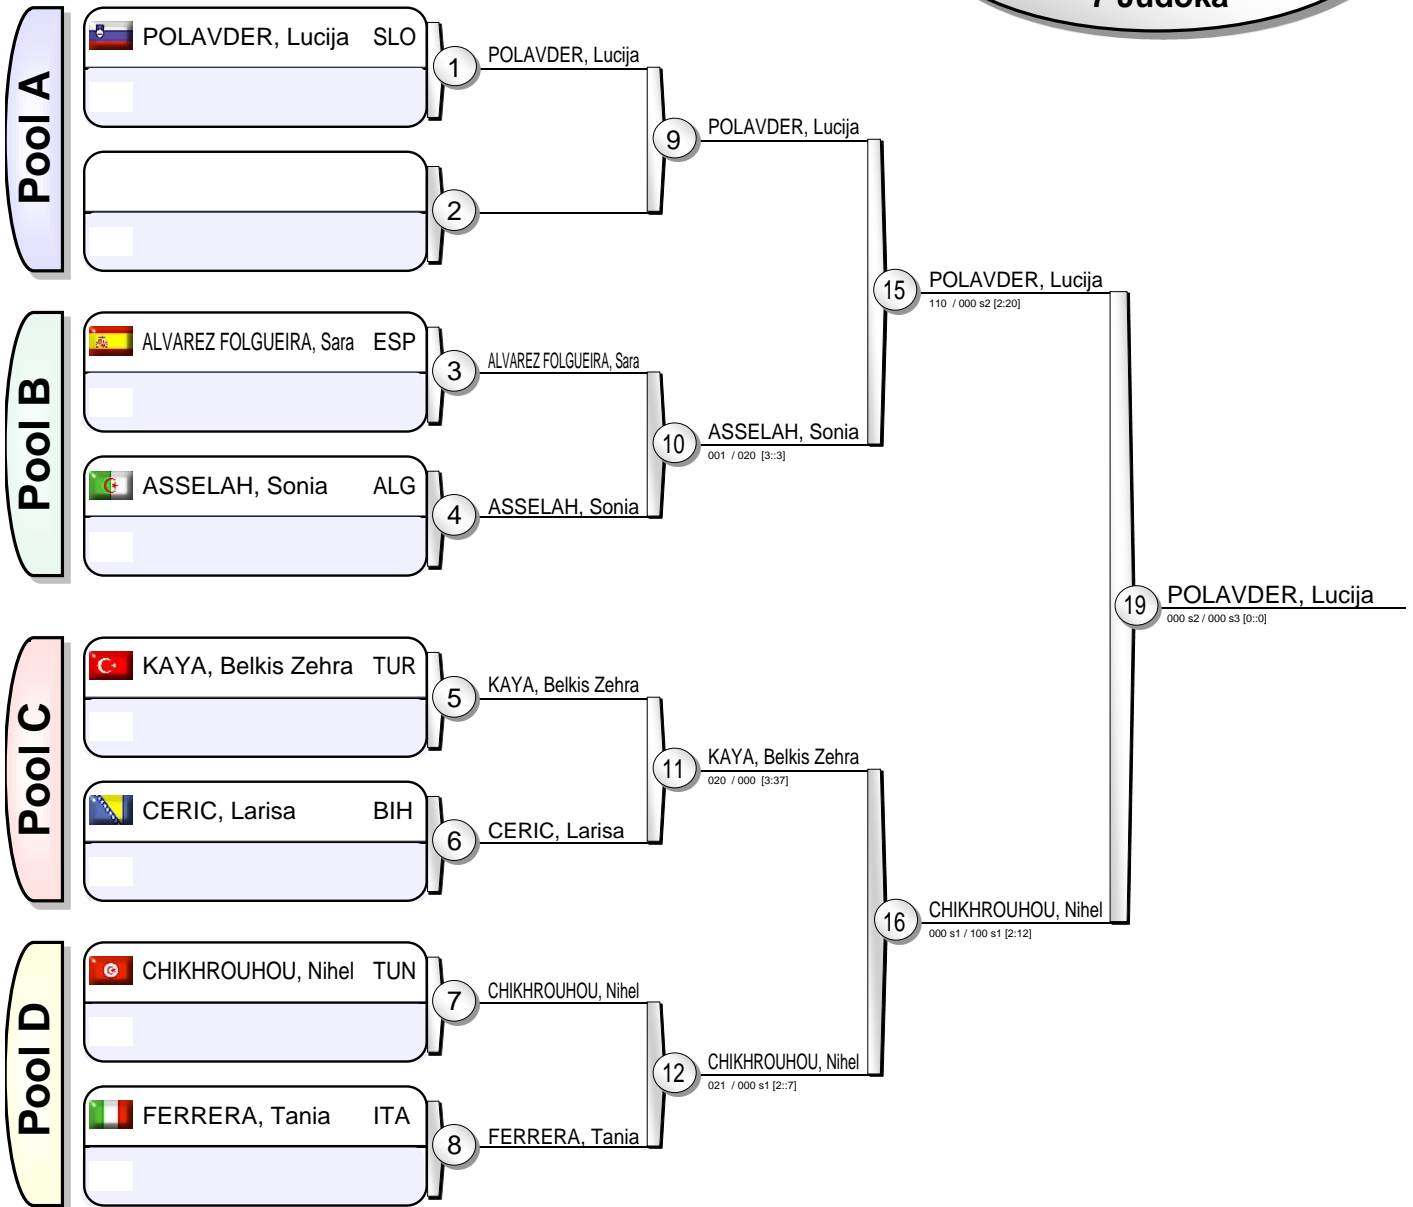 7 Judoka
Pool A
POLAVDER, Lucija SLO
1
POLAVDER, Lucija
2
9
POLAVDER, Lucija
Pool B
ALVAREZ FOLGUEIRA, Sara ESP
3
ALVAREZ FOLGUEIRA, Sara
ASSELAH, Sonia ALG
4
ASSELAH, Sonia
10
ASSELAH, Sonia
001 / 020 [3::3]
15
POLAVDER, Lucija
110 / 000 s2 [2:20]
Pool C
KAYA, Belkis Zehra TUR
5
KAYA, Belkis Zehra
CERIC, Larisa BIH
6
CERIC, Larisa
11
KAYA, Belkis Zehra
020 / 000 [3:37]
Pool D
CHIKHROUHOU, Nihel TUN
7
CHIKHROUHOU, Nihel
FERRERA, Tania ITA
8
FERRERA, Tania
12
CHIKHROUHOU, Nihel
021 / 000 s1 [2::7]
16
CHIKHROUHOU, Nihel
000 s1 / 100 s1 [2:12]
19
POLAVDER, Lucija
000 s2 / 000 s3 [0::0]